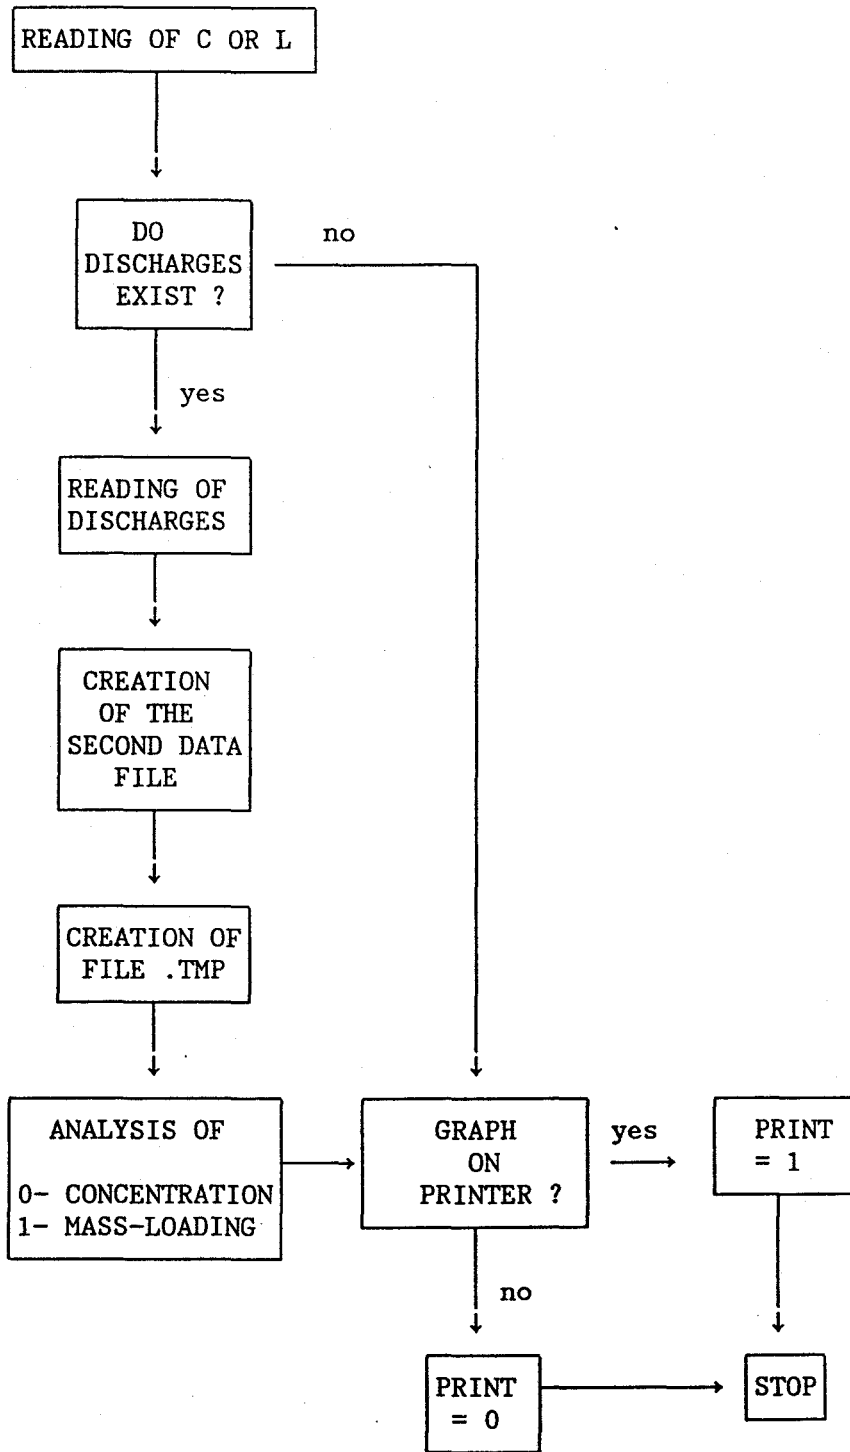 READING OF C OR L
DO
DISCHARGES
EXIST ?
no
yes
READING OF
DISCHARGES
CREATION
OF THE
SECOND DATA
FILE
CREATION OF
FILE .TMP
ANALYSIS OF
0- CONCENTRATION
1- MASS-LOADING
GRAPH
ON
PRINTER ?
yes
PRINT
= 1
no
PRINT
= 0
STOP